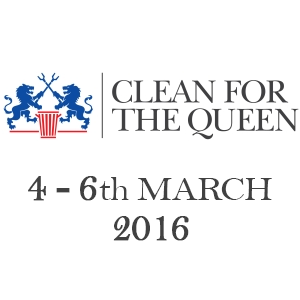 CLEAN FOR
THE QUEEN
4 - 6th MARCH
2016